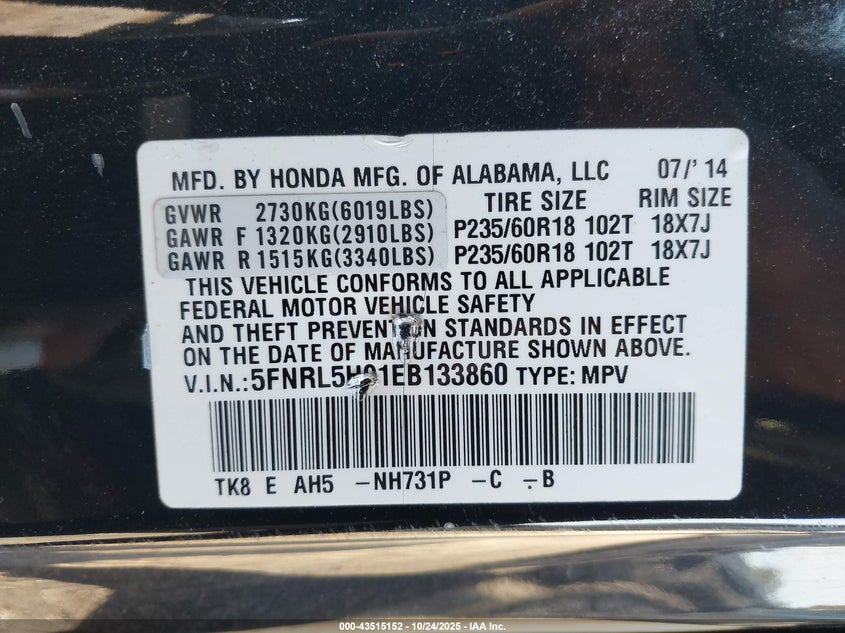 MFD. BY HONDA MFG. OF ALABAMA, LLC 07/' 14
TIRE SIZE RIM SIZE
GVWR 2730KG(6019LBS)
GAWR F 1320KG(2910LBS) P235/60R18 102T 18X7J
GAWR R 1515KG(3340LBS) P235/60R18 102T 18X7J
THIS VEHICLE CONFORMS TO ALL APPLICABLE
FEDERAL MOTOR VEHICLE SAFETY
AND THEFT PREVENTION STANDARDS IN EFFECT
ON THE DATE OF MANUFACTURE SHOWN ABOVE.
V.I.N.: 5FNRL5H91EB133860 TYPE: MPV
TK8 E AH5 -NH731P -C -B
000-43515152 - 10/24/2025 - IAA Inc.